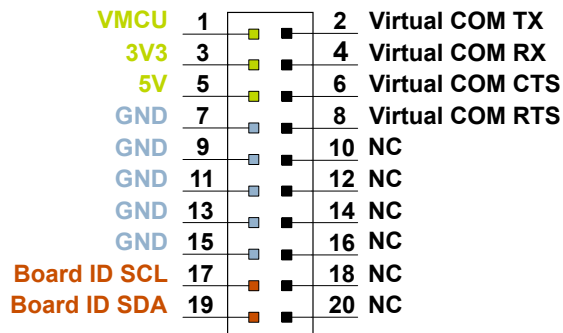 VMCU 1 2 Virtual COM TX
3V3 3 4 Virtual COM RX
5V 5 6 Virtual COM CTS
GND 7 8 Virtual COM RTS
GND 9 10 NC
GND 11 12 NC
GND 13 14 NC
GND 15 16 NC
Board ID SCL 17 18 NC
Board ID SDA 19 20 NC